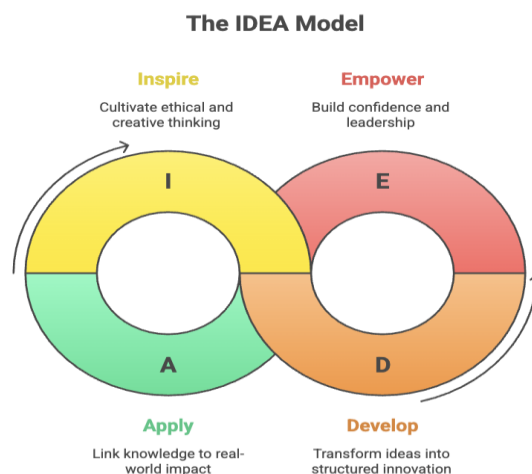 The IDEA Model
Inspire
Cultivate ethical and
creative thinking
Empower
Build confidence and
leadership
I
E
A
D
Apply
Link knowledge to real-
world impact
Develop
Transform ideas into
structured innovation